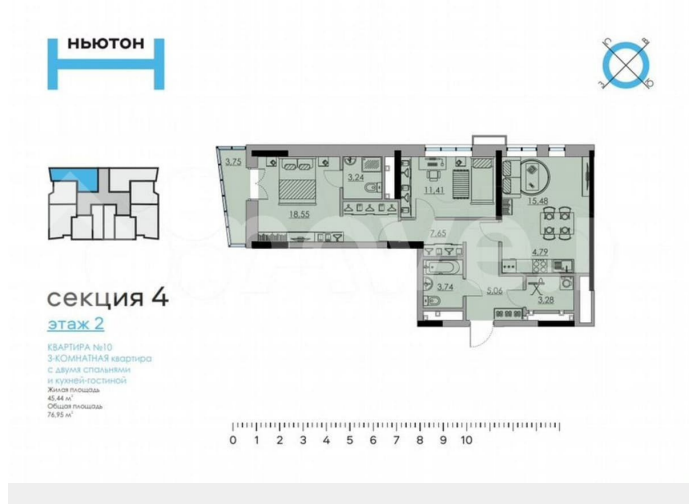 НЬЮТОН
С
В
З
Ю
3.75
18.55
3.24
11.41
15.48
7.65
4.79
3.74
5.06
3.28
секция 4
этаж 2
КВАРТИРА №10
3-КОМНАТНАЯ квартира
с двумя спальнями
и кухней-гостиной
Жилая площадь
45,44 м²
Общая площадь
76,95 м²
0 1 2 3 4 5 6 7 8 9 10